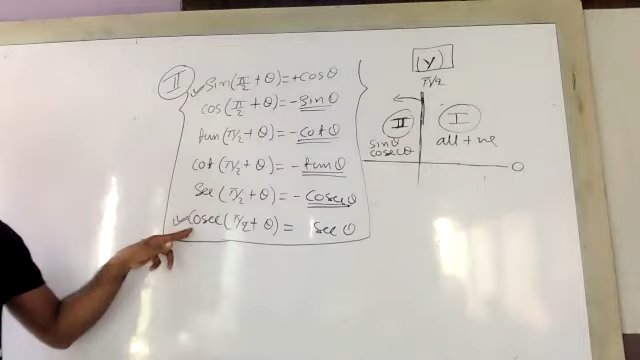 II
✓ Sin(π/2 + θ) = + cos θ
cos (π/2 + θ) = - sin θ
tan (π/2 + θ) = - cot θ
cot (π/2 + θ) = - tan θ
Sec (π/2 + θ) = - cosec θ
✓ Cosec (π/2 + θ) = sec θ
(Y)
π/2
II
sin θ
cosec θ
I
all + ve
0